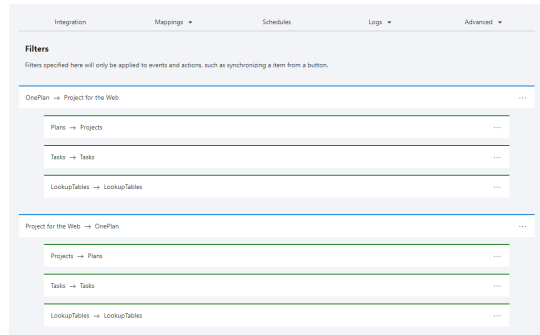 Integration Mappings Schedules Logs Advanced
Filters
Filters specified here will only be applied to events and actions, such as synchronizing a item from a button.
OnePlan → Project for the Web ...
Plans → Projects ...
Tasks → Tasks ...
LookupTables → LookupTables ...
Project for the Web → OnePlan ...
Projects → Plans ...
Tasks → Tasks ...
LookupTables → LookupTables ...